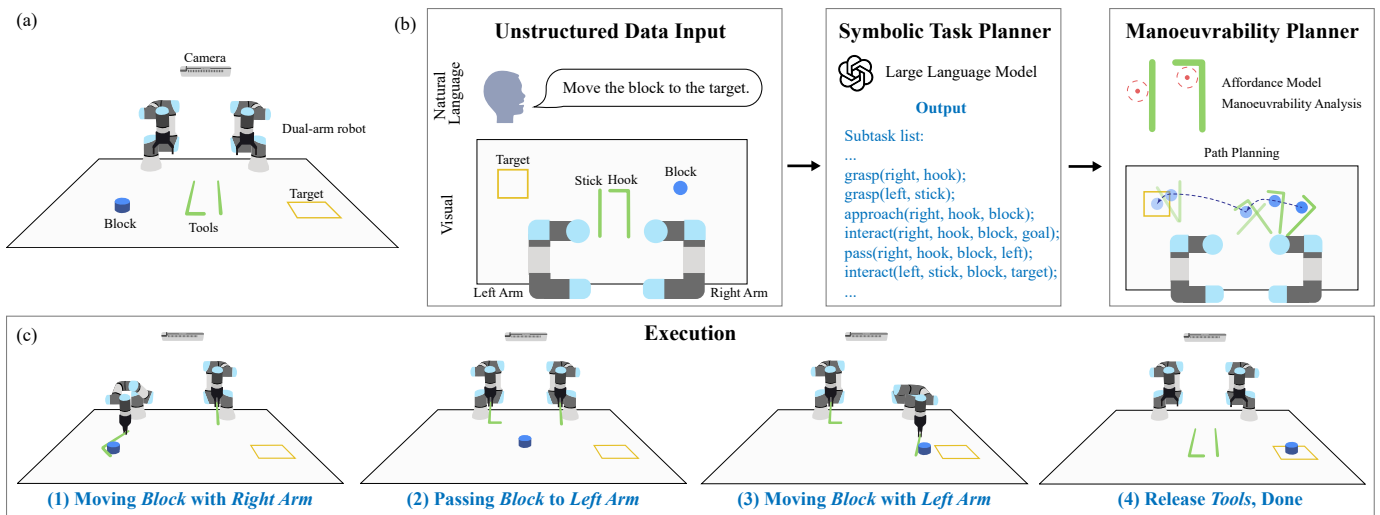 (a)
Camera
Dual-arm robot
Target
Block
Tools
(b)
Unstructured Data Input
Natural
Language
Move the block to the target.
Visual
Target
Stick
Hook
Block
Left Arm
Right Arm
Symbolic Task Planner
Large Language Model
Output
Subtask list:
...
grasp(right, hook);
grasp(left, stick);
approach(right, hook, block);
interact(right, hook, block, goal);
pass(right, hook, block, left);
interact(left, stick, block, target);
...
Manoeuvrability Planner
Affordance Model
Manoeuvrability Analysis
Path Planning
(c)
Execution
(1) Moving Block with Right Arm
(2) Passing Block to Left Arm
(3) Moving Block with Left Arm
(4) Release Tools, Done